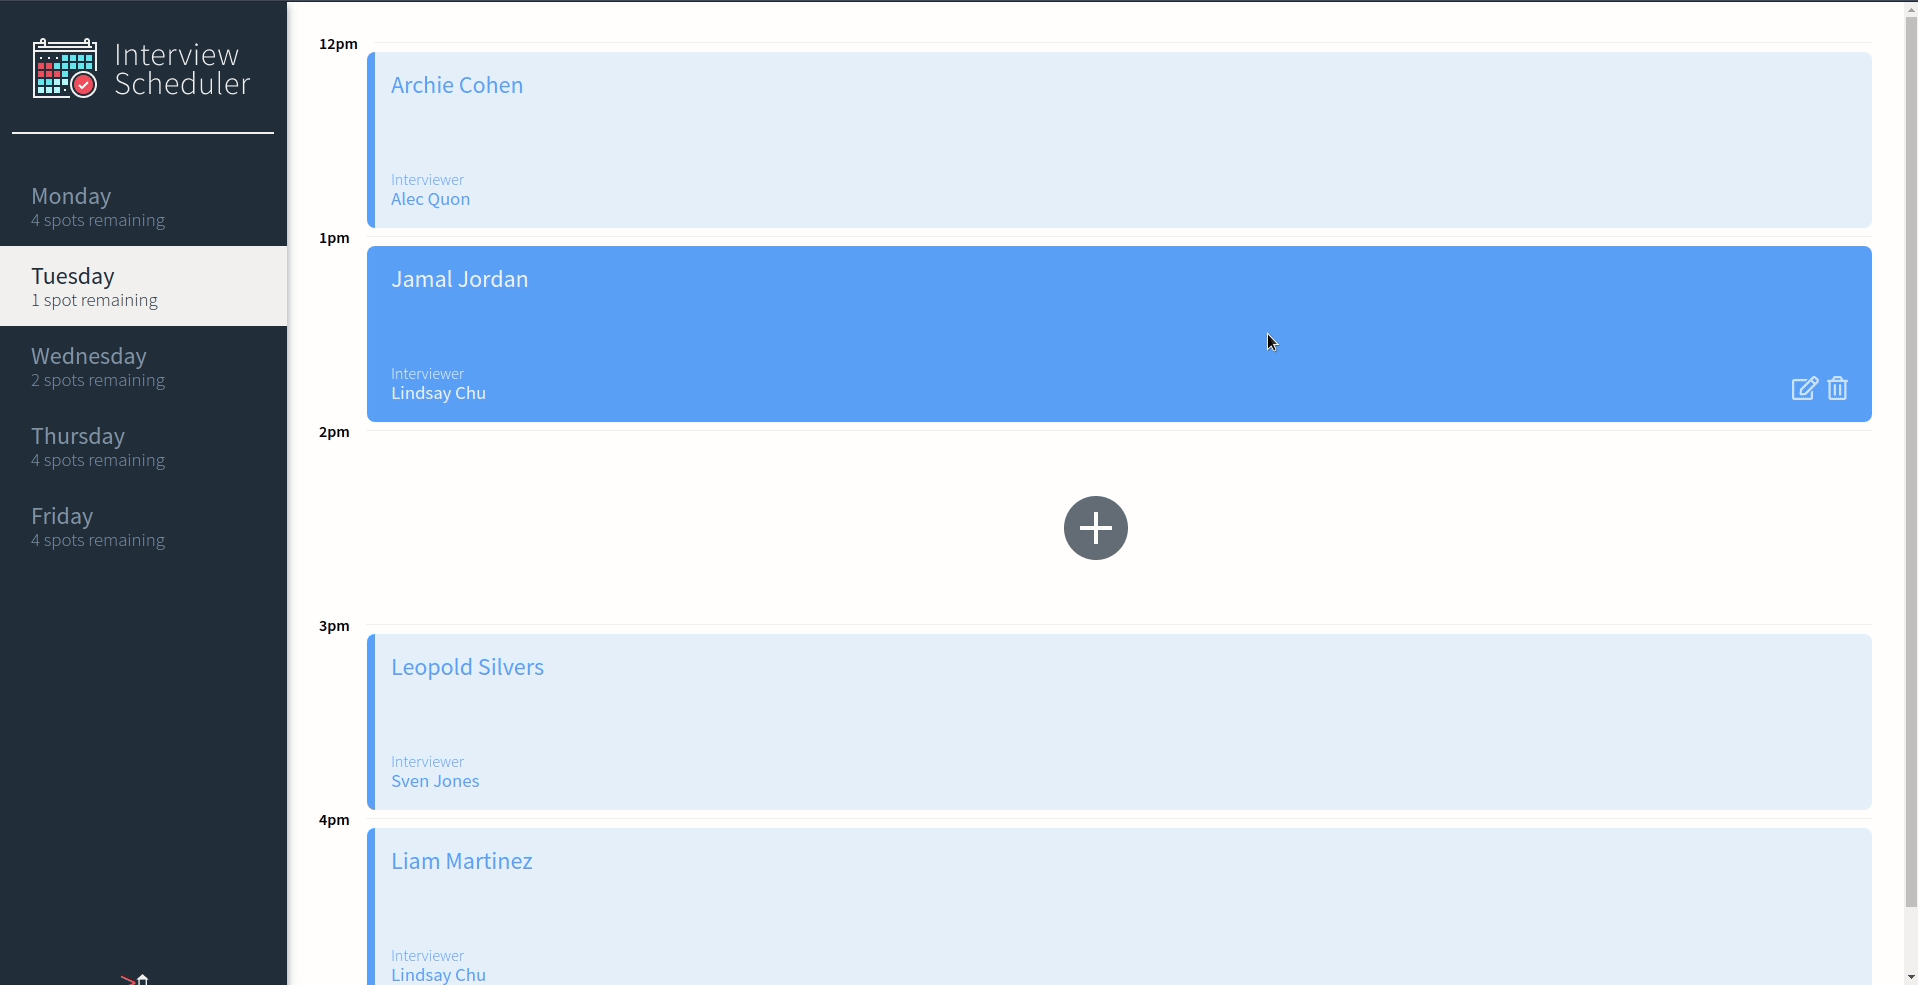 Interview
Scheduler
Monday
4 spots remaining
Tuesday
1 spot remaining
Wednesday
2 spots remaining
Thursday
4 spots remaining
Friday
4 spots remaining
12pm
Archie Cohen
Interviewer
Alec Quon
1pm
Jamal Jordan
Interviewer
Lindsay Chu
2pm
3pm
Leopold Silvers
Interviewer
Sven Jones
4pm
Liam Martinez
Interviewer
Lindsay Chu